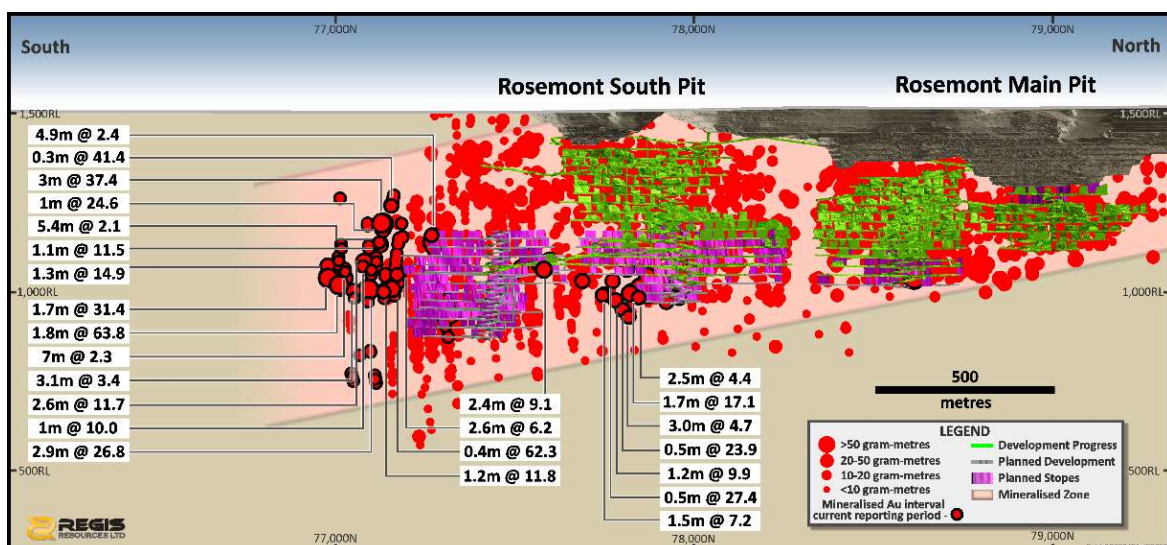 77,000N
78,000N
79,000N
South
North
Rosemont South Pit
Rosemont Main Pit
1,500RL
1,500RL
4.9m @ 2.4
0.3m @ 41.4
3m @ 37.4
1m @ 24.6
5.4m @ 2.1
1.1m @ 11.5
1.3m @ 14.9
1.7m @ 31.4
1.8m @ 63.8
7m @ 2.3
3.1m @ 3.4
2.6m @ 11.7
1m @ 10.0
2.9m @ 26.8
1,000RL
1,000RL
2.4m @ 9.1
2.6m @ 6.2
0.4m @ 62.3
1.2m @ 11.8
2.5m @ 4.4
1.7m @ 17.1
3.0m @ 4.7
0.5m @ 23.9
1.2m @ 9.9
0.5m @ 27.4
1.5m @ 7.2
500
metres
LEGEND
>50 gram-metres
20-50 gram-metres
10-20 gram-metres
<10 gram-metres
Development Progress
Planned Development
Planned Stopes
Mineralised Zone
Mineralised Au interval
current reporting period -
500RL
500RL
REGIS
RESOURCES LTD
77,000N
78,000N
79,000N